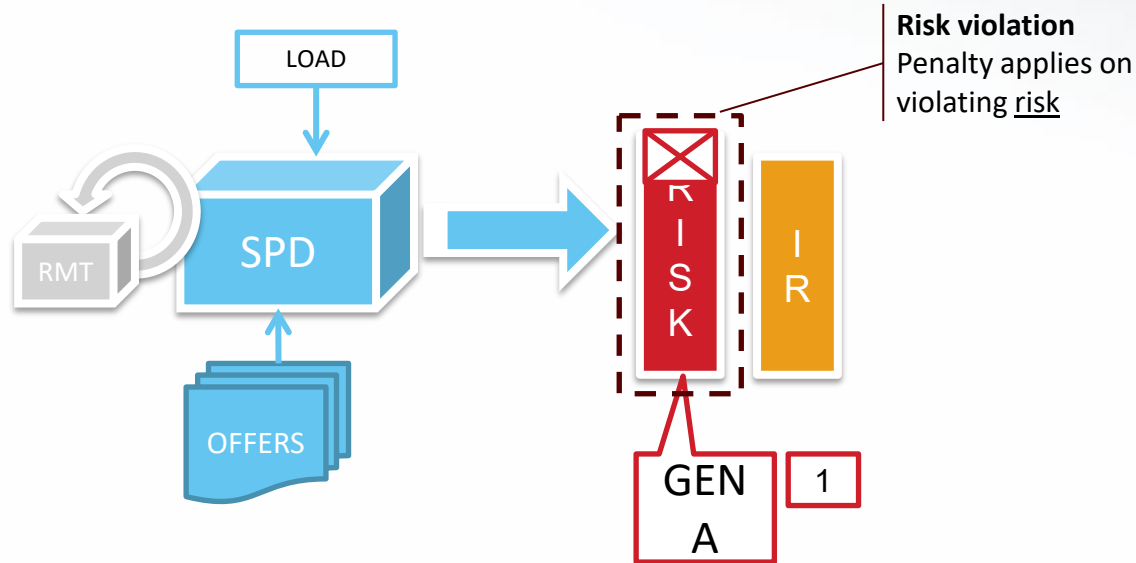 Risk violation
Penalty applies on
violating risk
LOAD
RMT
SPD
OFFERS
R
I
S
K
I
R
GEN
A
1